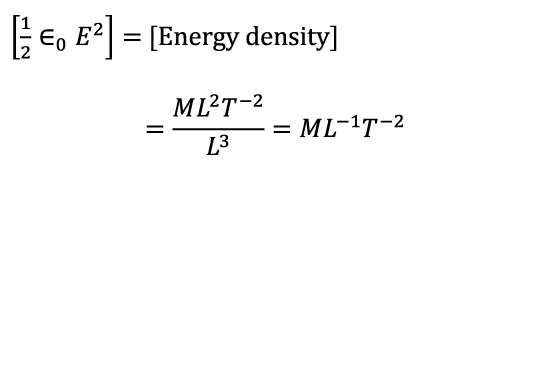 [1/2 ∈₀ E²] = [Energy density]
= ML²T⁻²/L³ = ML⁻¹T⁻²